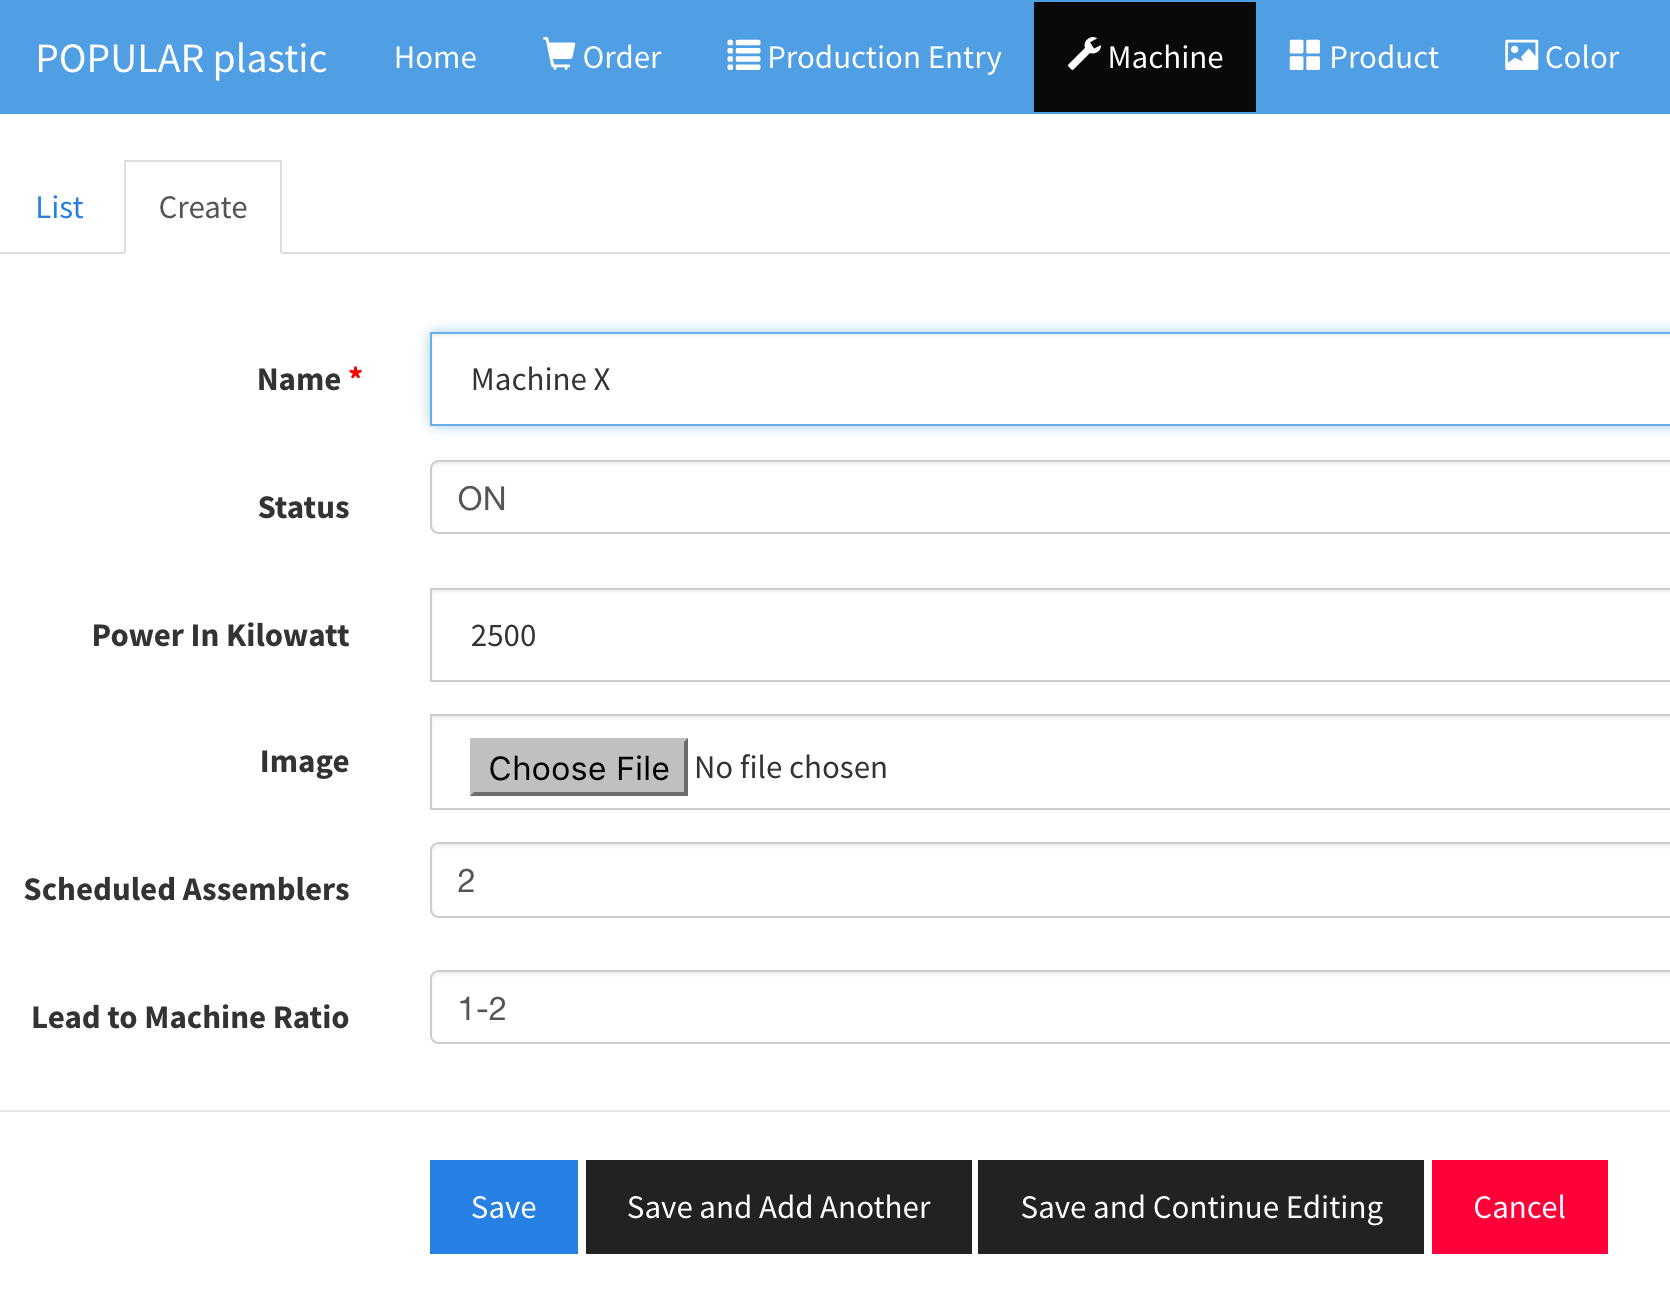 POPULAR plastic Home Order Production Entry Machine Product Color
List Create
Name * Machine X
Status ON
Power In Kilowatt 2500
Image Choose File No file chosen
Scheduled Assemblers 2
Lead to Machine Ratio 1-2
Save Save and Add Another Save and Continue Editing Cancel